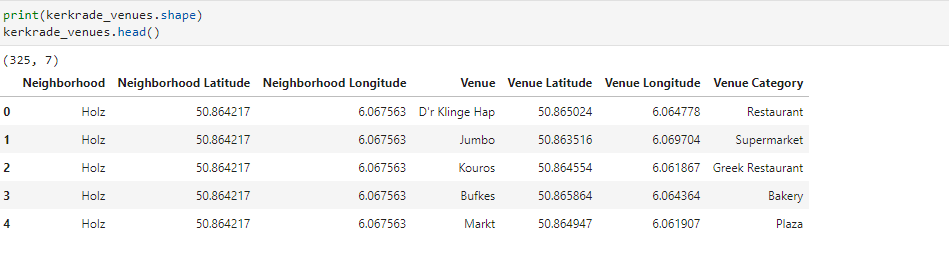 print(kerkrade_venues.shape)
kerkrade_venues.head()
(325, 7)
Neighborhood Neighborhood Latitude Neighborhood Longitude Venue Venue Latitude Venue Longitude Venue Category
0 Holz 50.864217 6.067563 D'r Klinge Hap 50.865024 6.064778 Restaurant
1 Holz 50.864217 6.067563 Jumbo 50.863516 6.069704 Supermarket
2 Holz 50.864217 6.067563 Kouros 50.864554 6.061867 Greek Restaurant
3 Holz 50.864217 6.067563 Bufkes 50.865864 6.064364 Bakery
4 Holz 50.864217 6.067563 Markt 50.864947 6.061907 Plaza